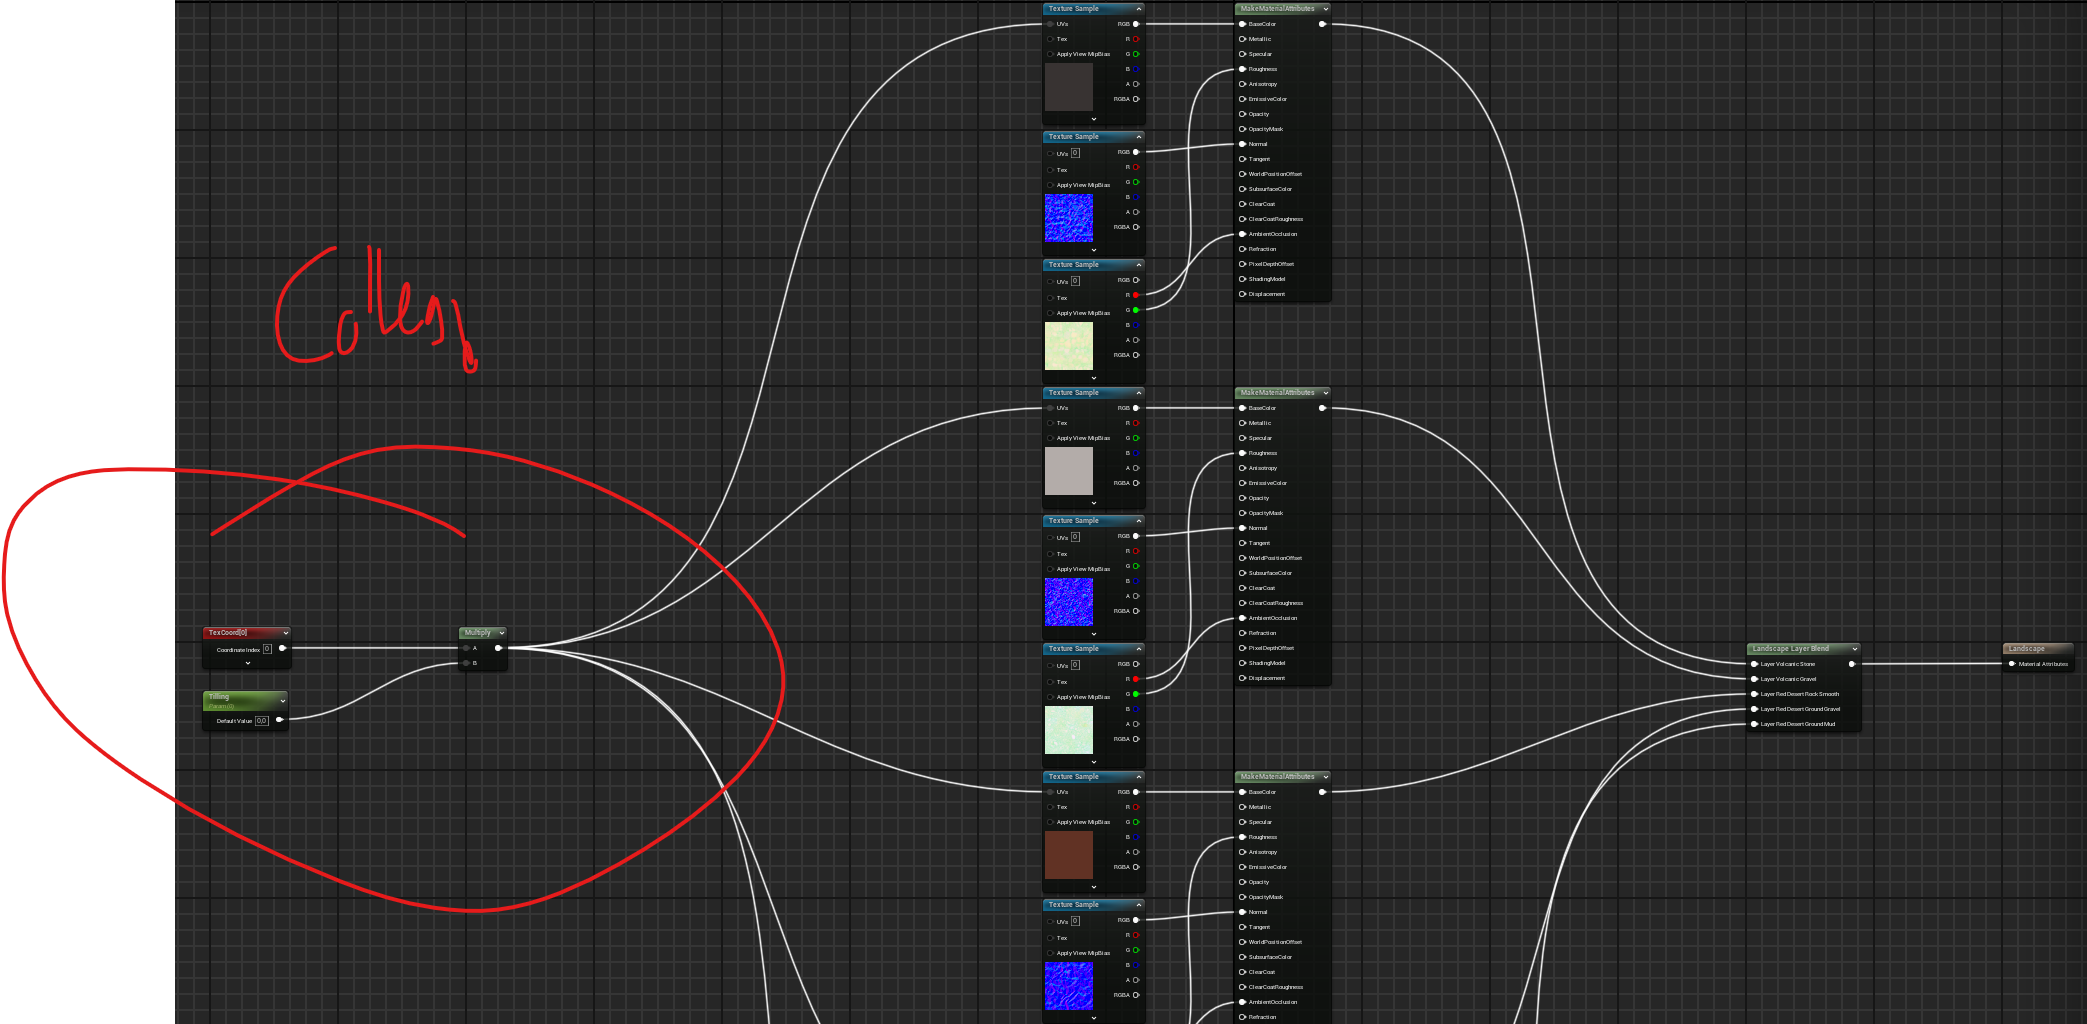 TexCoord[0]
Coordinate Index 0
Tilling
Param (0)
Default Value 0,0
Multiply
A
B
Texture Sample
UVs RGB
Tex R
Apply View MipBias G
B
A
RGBA
Texture Sample
UVs 0 RGB
Tex R
Apply View MipBias G
B
A
RGBA
Texture Sample
UVs 0 RGB
Tex R
Apply View MipBias G
B
A
RGBA
Texture Sample
UVs RGB
Tex R
Apply View MipBias G
B
A
RGBA
Texture Sample
UVs 0 RGB
Tex R
Apply View MipBias G
B
A
RGBA
Texture Sample
UVs 0 RGB
Tex R
Apply View MipBias G
B
A
RGBA
Texture Sample
UVs RGB
Tex R
Apply View MipBias G
B
A
RGBA
Texture Sample
UVs 0 RGB
Tex R
Apply View MipBias G
B
A
RGBA
MakeMaterialAttributes
BaseColor
Metallic
Specular
Roughness
Anisotropy
EmissiveColor
Opacity
OpacityMask
Normal
Tangent
WorldPositionOffset
SubsurfaceColor
ClearCoat
ClearCoatRoughness
AmbientOcclusion
Refraction
PixelDepthOffset
ShadingModel
Displacement
MakeMaterialAttributes
BaseColor
Metallic
Specular
Roughness
Anisotropy
EmissiveColor
Opacity
OpacityMask
Normal
Tangent
WorldPositionOffset
SubsurfaceColor
ClearCoat
ClearCoatRoughness
AmbientOcclusion
Refraction
PixelDepthOffset
ShadingModel
Displacement
MakeMaterialAttributes
BaseColor
Metallic
Specular
Roughness
Anisotropy
EmissiveColor
Opacity
OpacityMask
Normal
Tangent
WorldPositionOffset
SubsurfaceColor
ClearCoat
ClearCoatRoughness
AmbientOcclusion
Refraction
Landscape Layer Blend
Layer Volcanic Stone
Layer Volcanic Gravel
Layer Red Desert Rock Smooth
Layer Red Desert Ground Gravel
Layer Red Desert Ground Mud
Landscape
Material Attributes